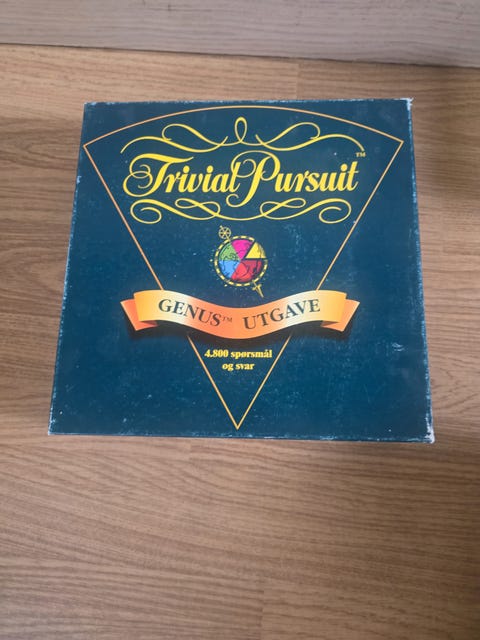 Trivial Pursuit™
GENUS™ UTGAVE
4.800 spørsmål
og svar